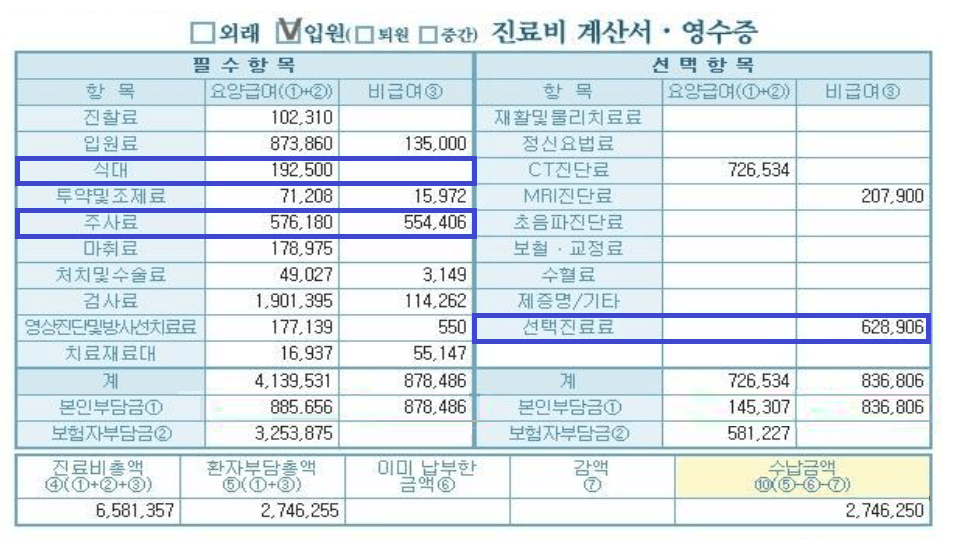 □외래 ☑입원(□퇴원 □중간) 진료비 계산서·영수증
필수항목 선택항목
항 목 요양급여(①+②) 비급여③ 항 목 요양급여(①+②) 비급여③
진찰료 102,310 재활및물리치료료
입원료 873,860 135,000 정신요법료
식대 192,500 CT진단료 726,534
투약및조제료 71,208 15,972 MRI진단료 207,900
주사료 576,180 554,406 초음파진단료
마취료 178,975 보철·교정료
처치및수술료 49,027 3,149 수혈료
검사료 1,901,395 114,262 제증명/기타
영상진단및방사선치료료 177,139 550 선택진료료 628,906
치료재료대 16,937 55,147
계 4,139,531 878,486 계 726,534 836,806
본인부담금① 885.656 878,486 본인부담금① 145,307 836,806
보험자부담금② 3,253,875 보험자부담금② 581,227
진료비총액 환자부담총액 이미 납부한 감액 수납금액
④(①+②+③) ⑤(①+③) 금액⑥ ⑦ ⑩(⑤-⑥-⑦)
6,581,357 2,746,255 2,746,250